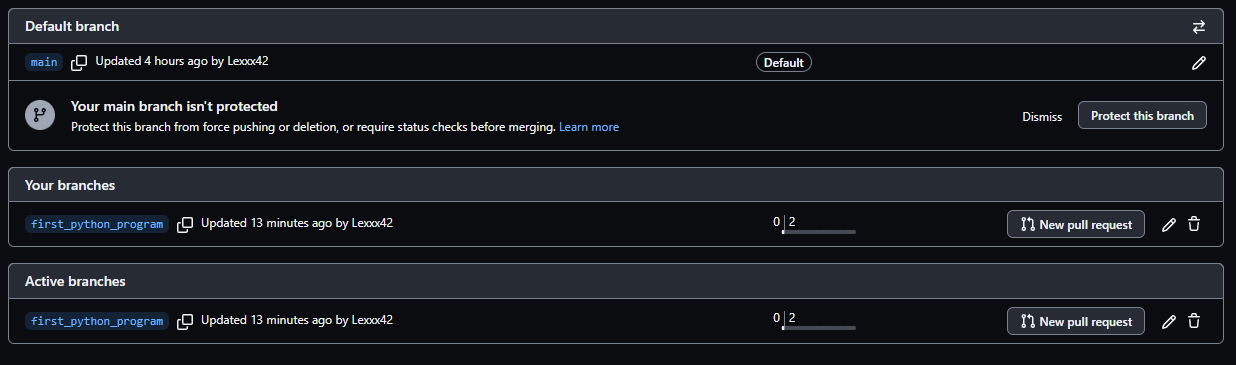 Default branch
main Updated 4 hours ago by Lexxx42 Default
Your main branch isn't protected
Protect this branch from force pushing or deletion, or require status checks before merging. Learn more
Dismiss Protect this branch
Your branches
first_python_program Updated 13 minutes ago by Lexxx42 0 2 New pull request
Active branches
first_python_program Updated 13 minutes ago by Lexxx42 0 2 New pull request